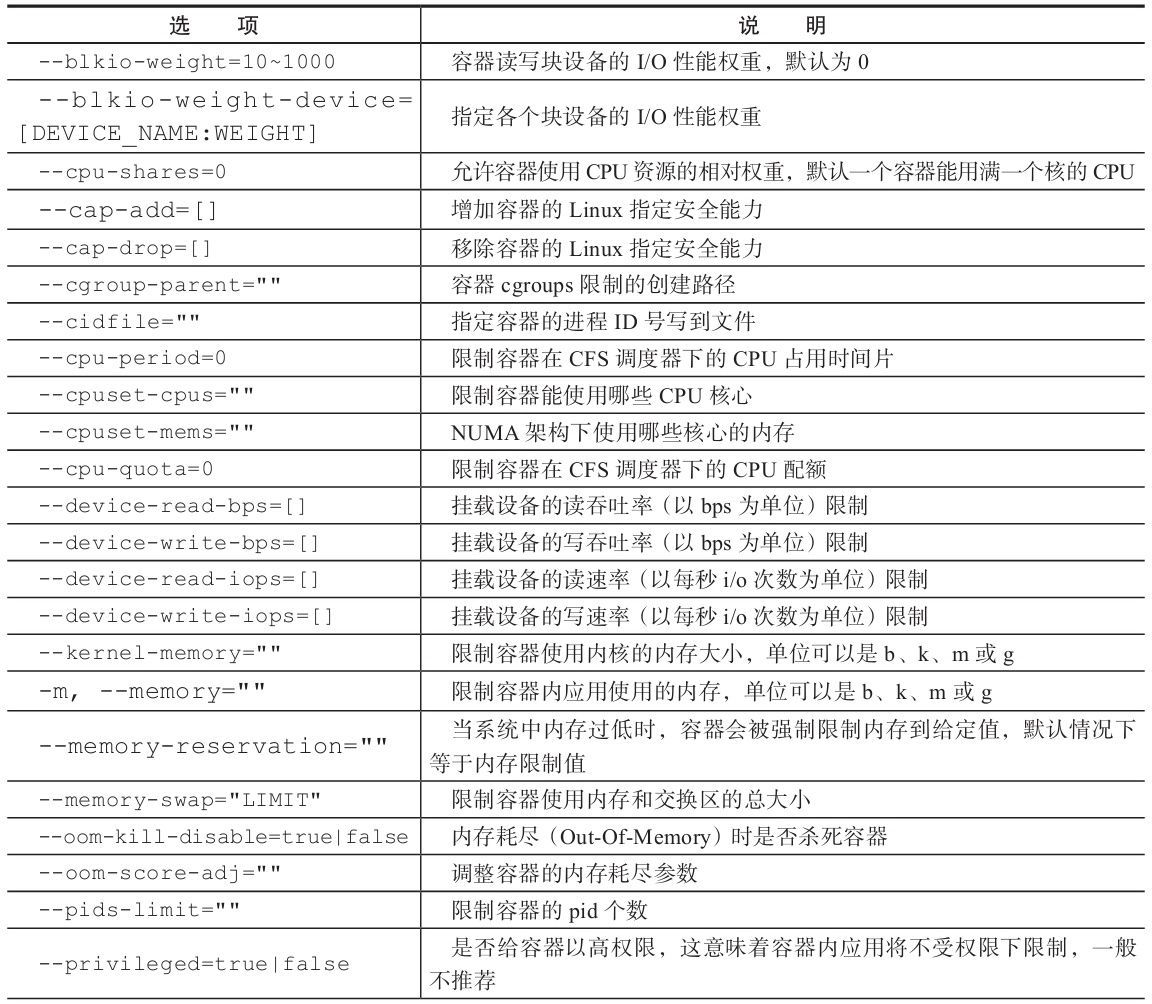 选 项 说 明
--blkio-weight=10~1000 容器读写块设备的 I/O 性能权重，默认为 0
--blkio-weight-device=
[DEVICE_NAME:WEIGHT] 指定各个块设备的 I/O 性能权重
--cpu-shares=0 允许容器使用 CPU 资源的相对权重，默认一个容器能用满一个核的 CPU
--cap-add=[] 增加容器的 Linux 指定安全能力
--cap-drop=[] 移除容器的 Linux 指定安全能力
--cgroup-parent="" 容器 cgroups 限制的创建路径
--cidfile="" 指定容器的进程 ID 号写到文件
--cpu-period=0 限制容器在 CFS 调度器下的 CPU 占用时间片
--cpuset-cpus="" 限制容器能使用哪些 CPU 核心
--cpuset-mems="" NUMA 架构下使用哪些核心的内存
--cpu-quota=0 限制容器在 CFS 调度器下的 CPU 配额
--device-read-bps=[] 挂载设备的读吞吐率（以 bps 为单位）限制
--device-write-bps=[] 挂载设备的写吞吐率（以 bps 为单位）限制
--device-read-iops=[] 挂载设备的读速率（以每秒 i/o 次数为单位）限制
--device-write-iops=[] 挂载设备的写速率（以每秒 i/o 次数为单位）限制
--kernel-memory="" 限制容器使用内核的内存大小，单位可以是 b、k、m 或 g
-m, --memory="" 限制容器内应用使用的内存，单位可以是 b、k、m 或 g
--memory-reservation="" 当系统中内存过低时，容器会被强制限制内存到给定值，默认情况下
等于内存限制值
--memory-swap="LIMIT" 限制容器使用内存和交换区的总大小
--oom-kill-disable=true|false 内存耗尽（Out-Of-Memory）时是否杀死容器
--oom-score-adj="" 调整容器的内存耗尽参数
--pids-limit="" 限制容器的 pid 个数
--privileged=true|false 是否给容器以高权限，这意味着容器内应用将不受权限下限制，一般
不推荐